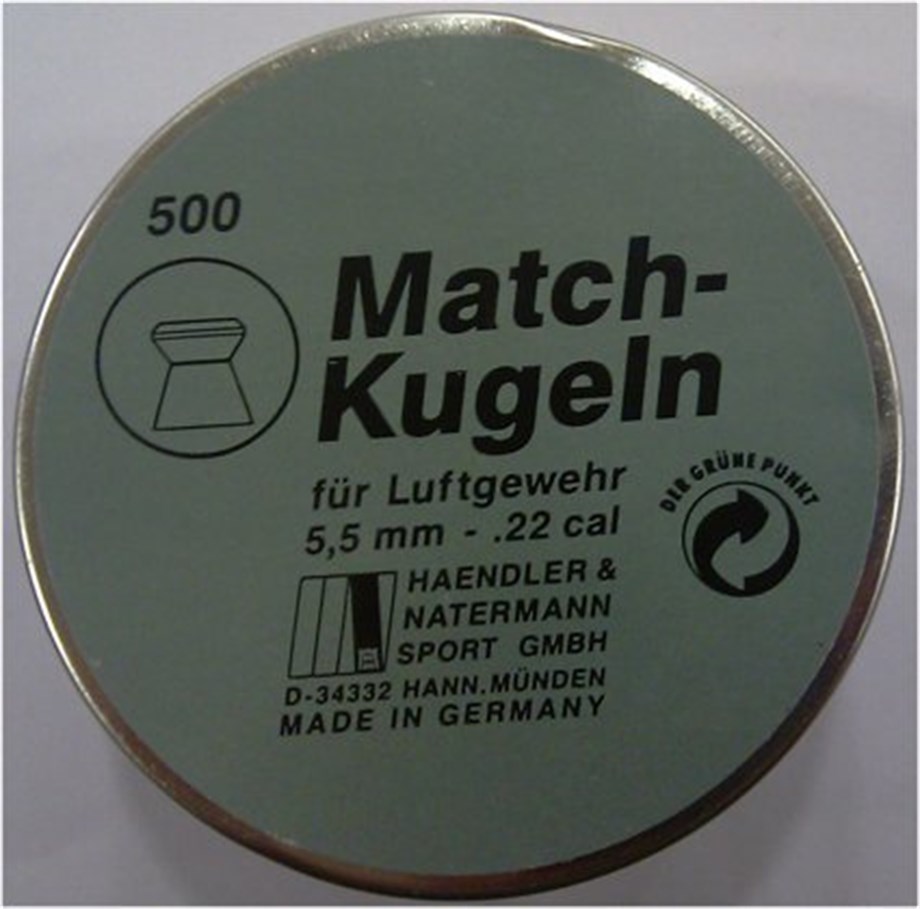 500
Match-
Kugeln
für Luftgewehr
5,5 mm - .22 cal
DER GRÜNE PUNKT
HAENDLER &
NATERMANN
SPORT GMBH
D-34332 HANN.MÜNDEN
MADE IN GERMANY